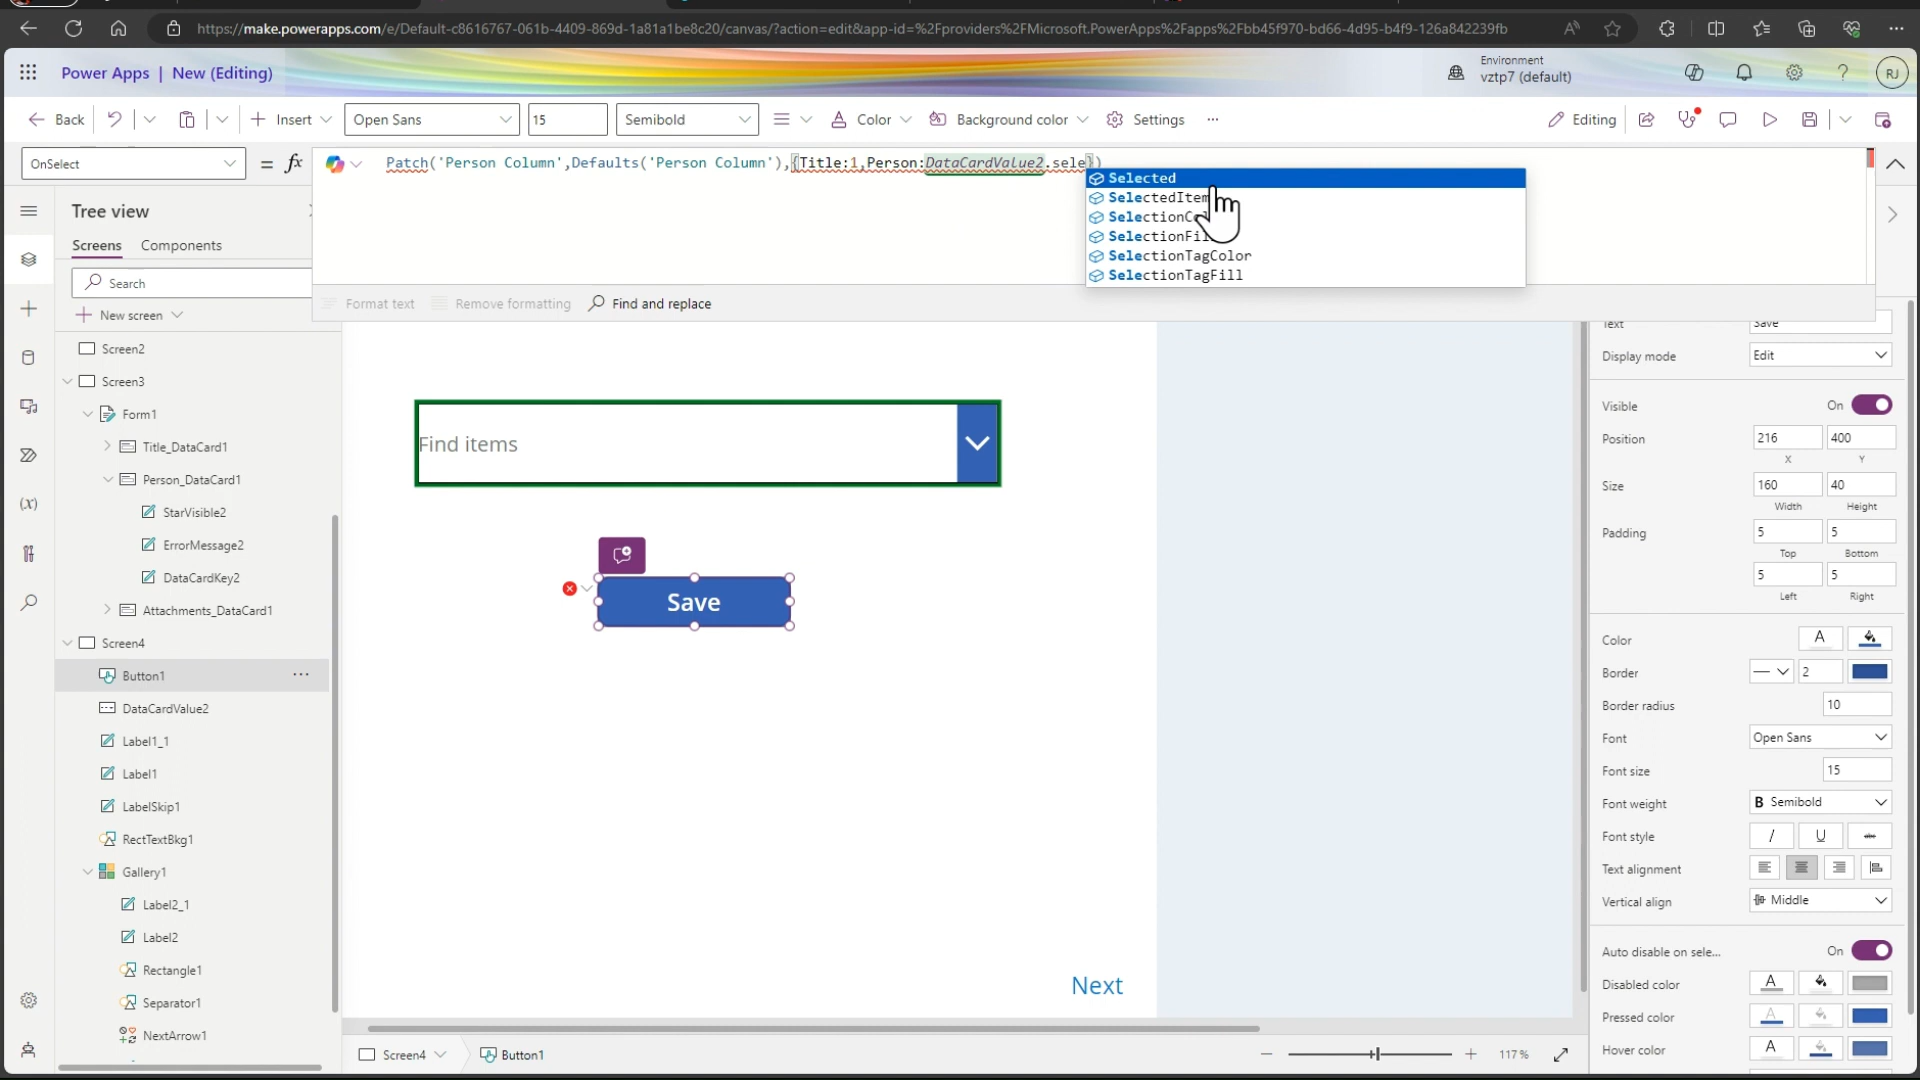 https://make.powerapps.com/e/Default-c8616767-061b-4409-869d-1a81a1be8c20/canvas/?action=edit&app-id=%2Fproviders%2FMicrosoft.PowerApps%2Fapps%2Fbb45f970-bd66-4d95-b4f9-126a842239fb
Power Apps | New (Editing)
Environment
vztp7 (default)
RJ
Back
Insert
Open Sans
15
Semibold
Color
Background color
Settings
Editing
OnSelect
= fx
Patch('Person Column',Defaults('Person Column'),{Title:1,Person:DataCardValue2.sele})
Selected
SelectedItem
SelectionCol
SelectionFil
SelectionTagColor
SelectionTagFill
Format text
Remove formatting
Find and replace
Tree view
Screens
Components
Search
New screen
Screen2
Screen3
Form1
Title_DataCard1
Person_DataCard1
StarVisible2
ErrorMessage2
DataCardKey2
Attachments_DataCard1
Screen4
Button1
DataCardValue2
Label1_1
Label1
LabelSkip1
RectTextBkg1
Gallery1
Label2_1
Label2
Rectangle1
Separator1
NextArrow1
Find items
Save
Next
Screen4
Button1
117 %
Text
Save
Display mode
Edit
Visible
On
Position
216
400
X
Y
Size
160
40
Width
Height
Padding
5
5
Top
Bottom
5
5
Left
Right
Color
A
Border
2
Border radius
10
Font
Open Sans
Font size
15
Font weight
B Semibold
Font style
/
U
abc
Text alignment
Vertical align
Middle
Auto disable on sele...
On
Disabled color
A
Pressed color
A
Hover color
A